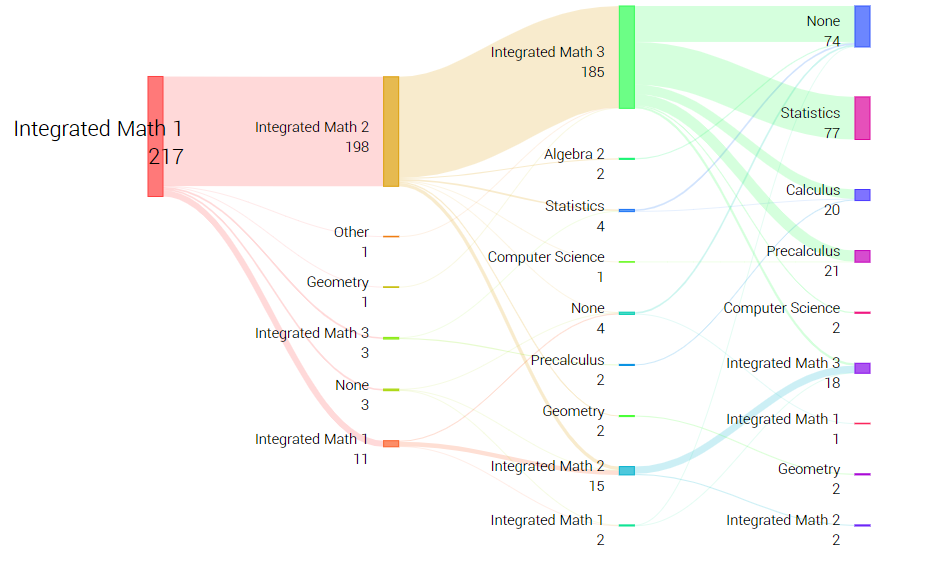 Integrated Math 1
217
Integrated Math 2
198
Other
1
Geometry
1
Integrated Math 3
3
None
3
Integrated Math 1
11
Integrated Math 3
185
Algebra 2
2
Statistics
4
Computer Science
1
None
4
Precalculus
2
Geometry
2
Integrated Math 2
15
Integrated Math 1
2
None
74
Statistics
77
Calculus
20
Precalculus
21
Computer Science
2
Integrated Math 3
18
Integrated Math 1
1
Geometry
2
Integrated Math 2
2